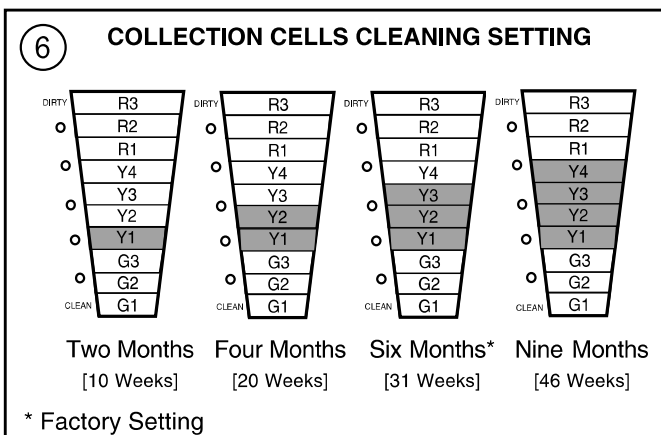 6
COLLECTION CELLS CLEANING SETTING
DIRTY R3 DIRTY R3 DIRTY R3 DIRTY R3
R2 R2 R2 R2
R1 R1 R1 R1
Y4 Y4 Y4 Y4
Y3 Y3 Y3 Y3
Y2 Y2 Y2 Y2
Y1 Y1 Y1 Y1
G3 G3 G3 G3
G2 G2 G2 G2
CLEAN G1 CLEAN G1 CLEAN G1 CLEAN G1
Two Months Four Months Six Months* Nine Months
[10 Weeks] [20 Weeks] [31 Weeks] [46 Weeks]
* Factory Setting